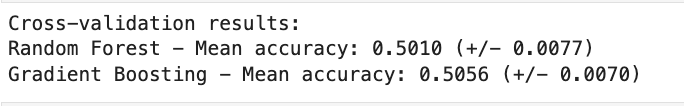 Cross-validation results:
Random Forest – Mean accuracy: 0.5010 (+/- 0.0077)
Gradient Boosting – Mean accuracy: 0.5056 (+/- 0.0070)